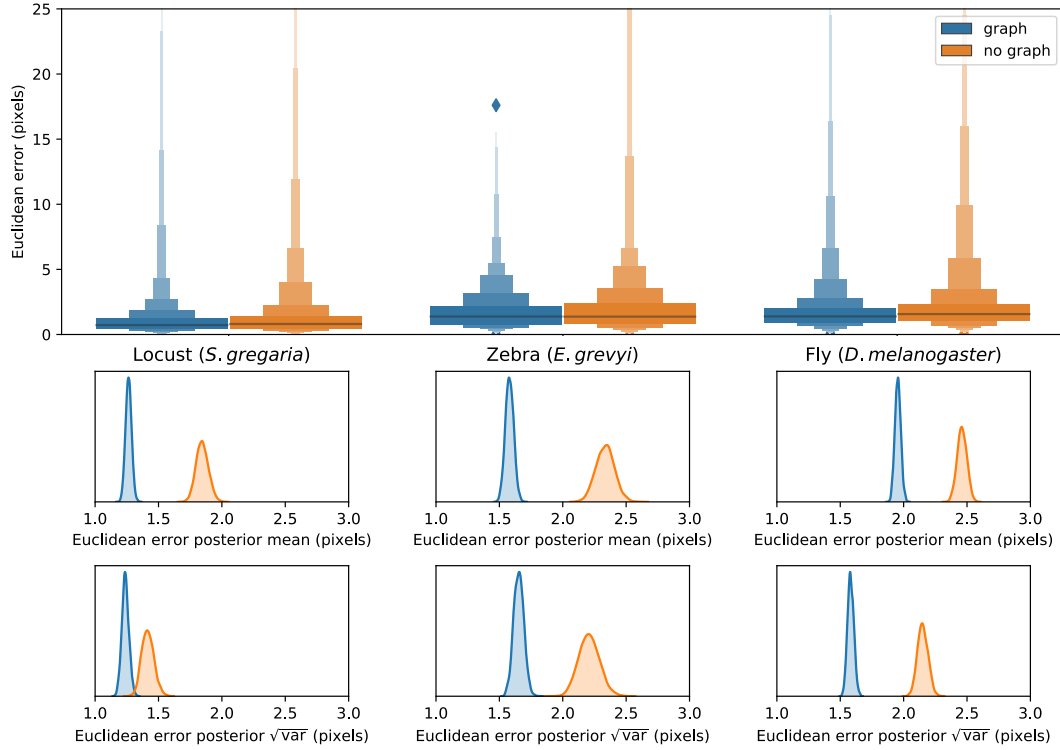 25
20
15
10
5
0
Euclidean error (pixels)
graph
no graph
Locust (S. gregaria)
Zebra (E. grevyi)
Fly (D. melanogaster)
1.0 1.5 2.0 2.5 3.0
Euclidean error posterior mean (pixels)
1.0 1.5 2.0 2.5 3.0
Euclidean error posterior mean (pixels)
1.0 1.5 2.0 2.5 3.0
Euclidean error posterior mean (pixels)
1.0 1.5 2.0 2.5 3.0
Euclidean error posterior √var (pixels)
1.0 1.5 2.0 2.5 3.0
Euclidean error posterior √var (pixels)
1.0 1.5 2.0 2.5 3.0
Euclidean error posterior √var (pixels)